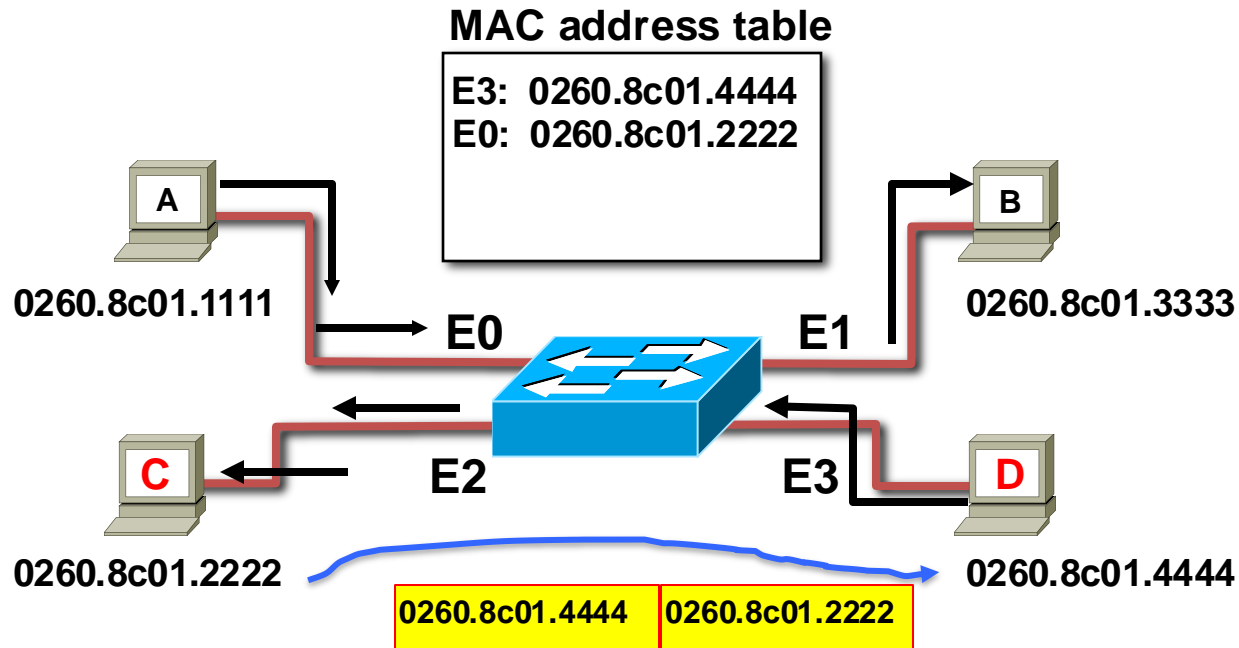 MAC address table
E3: 0260.8c01.4444
E0: 0260.8c01.2222
A
B
0260.8c01.1111
0260.8c01.3333
E0
E1
C
E2
E3
D
0260.8c01.2222
0260.8c01.4444
0260.8c01.4444 0260.8c01.2222